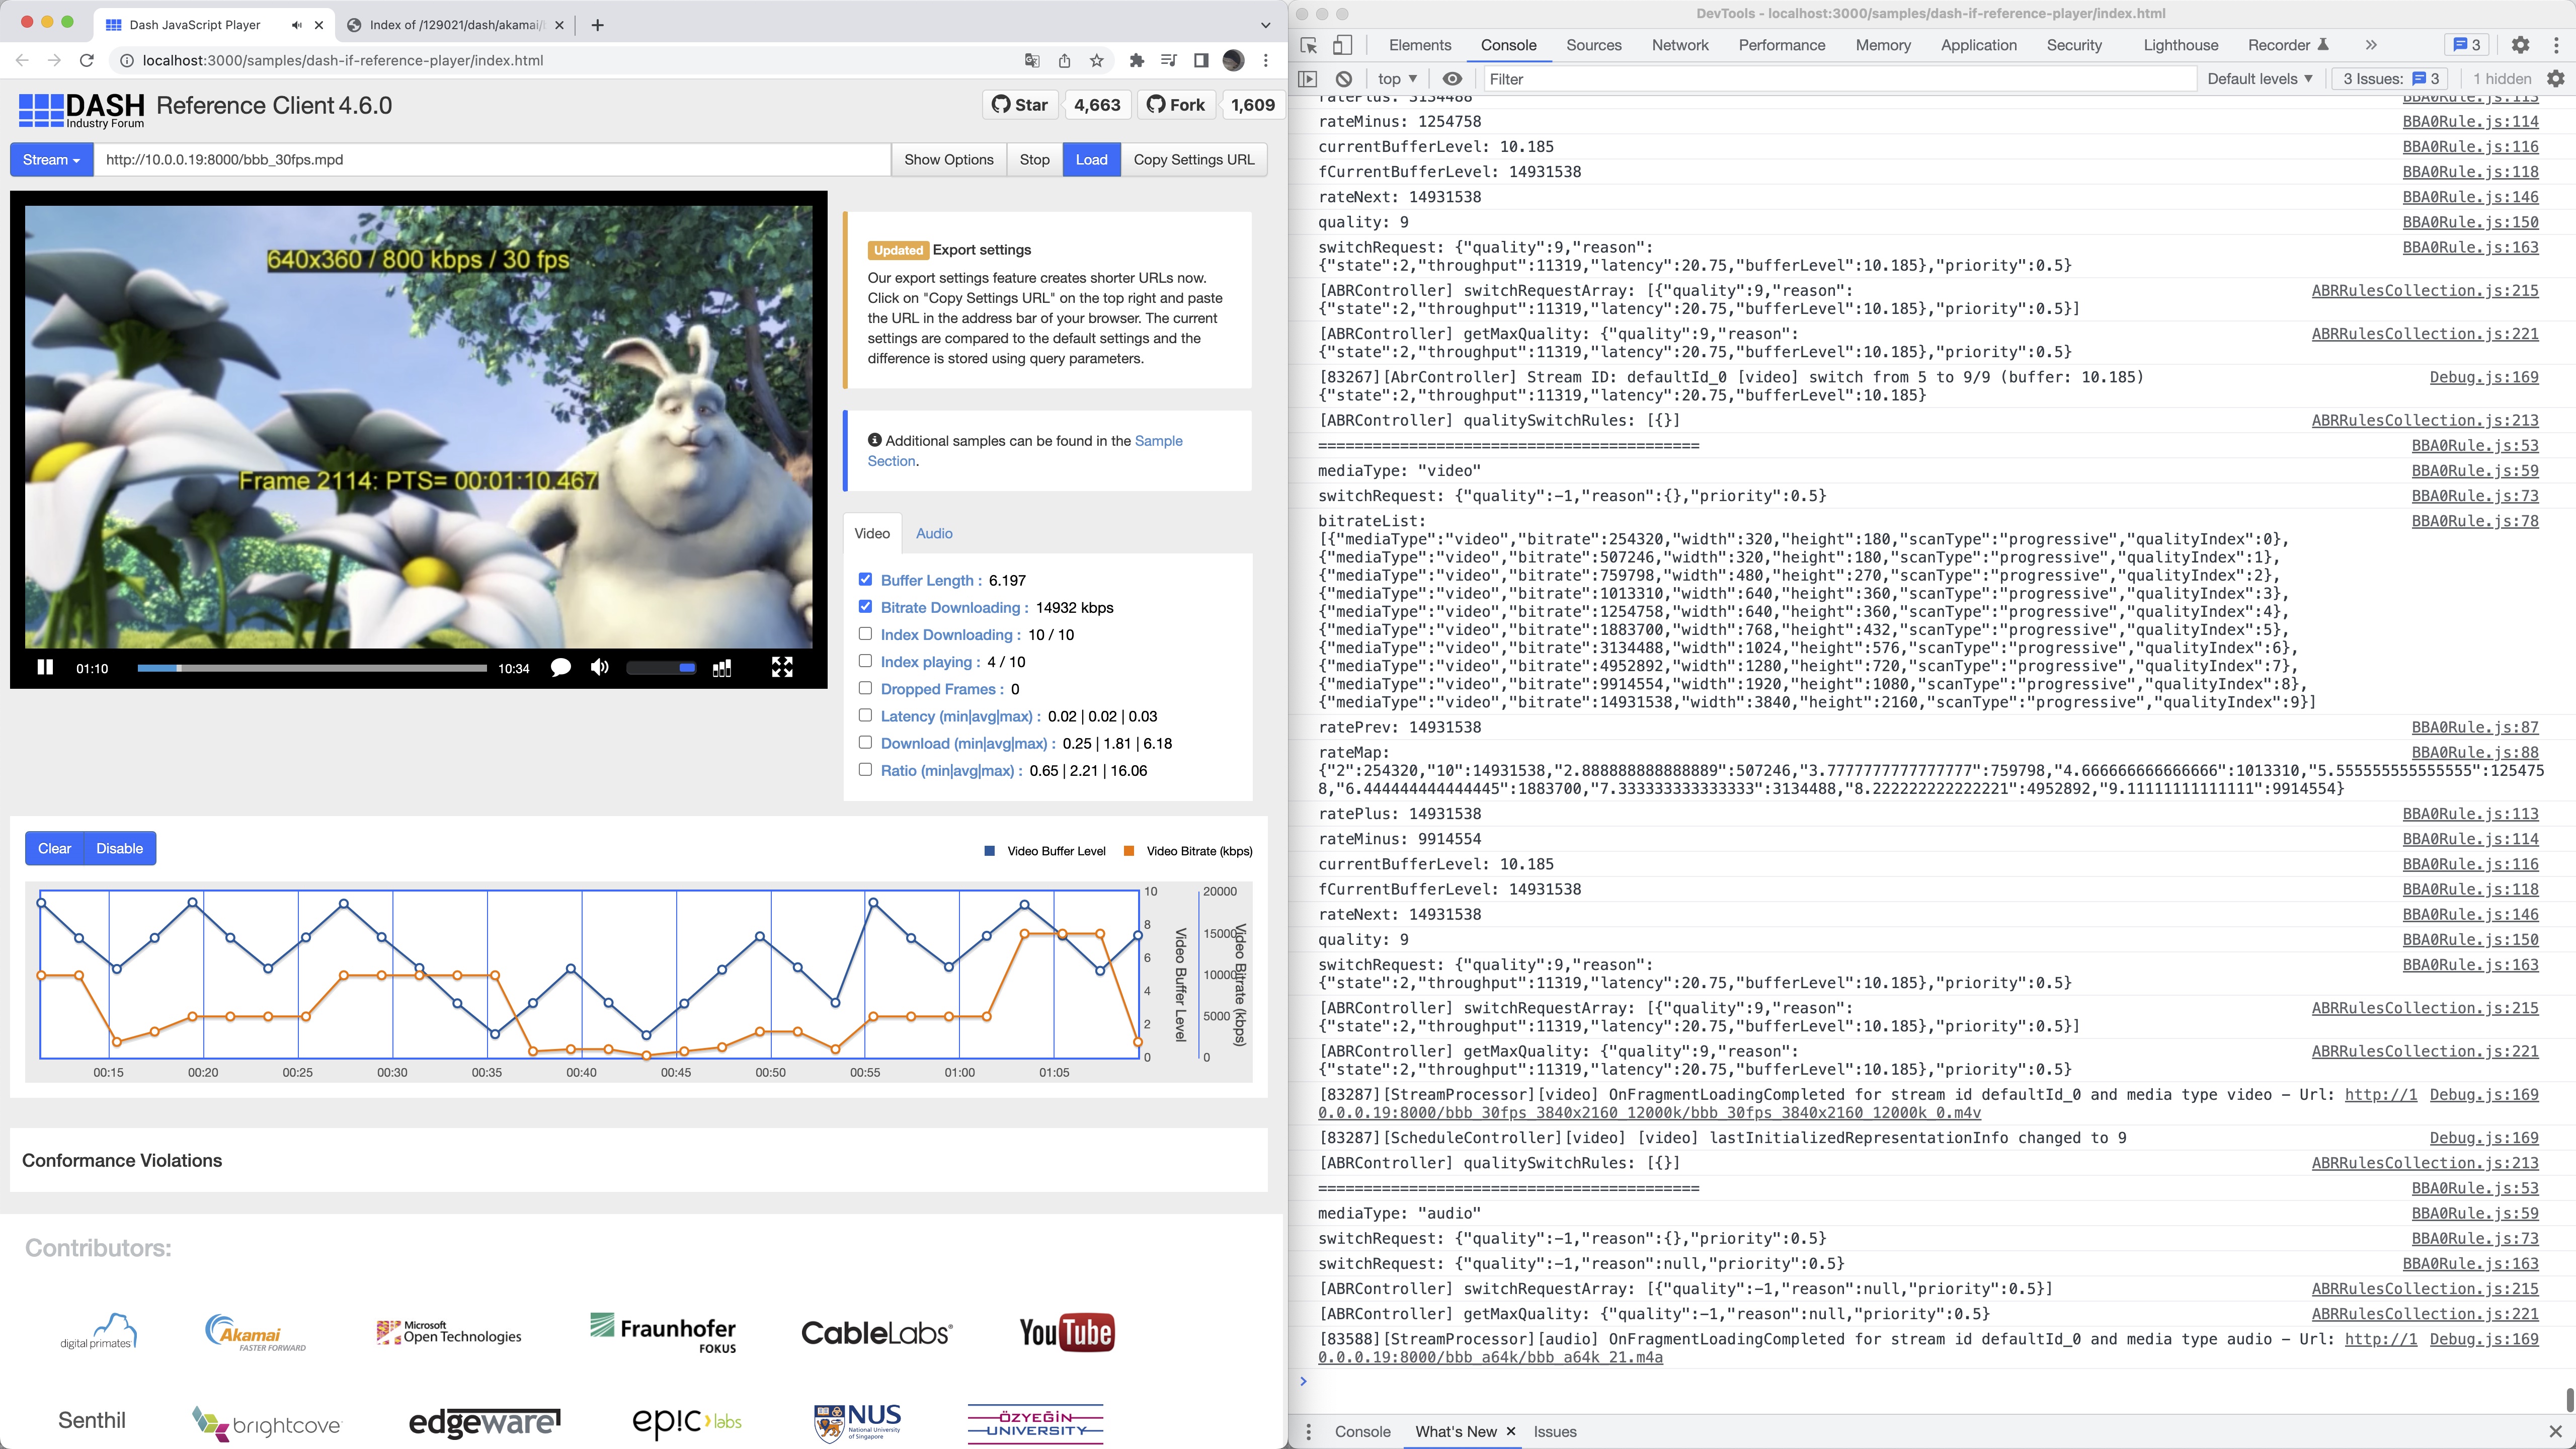 Dash JavaScript Player
Index of /129021/dash/akamai/
localhost:3000/samples/dash-if-reference-player/index.html
DASH
Industry Forum
Reference Client 4.6.0
Star
4,663
Fork
1,609
Stream
http://10.0.0.19:8000/bbb_30fps.mpd
Show Options
Stop
Load
Copy Settings URL
640x360 / 800 kbps / 30 fps
Frame 2114: PTS= 00:01:10.467
01:10
10:34
Updated Export settings
Our export settings feature creates shorter URLs now.
Click on "Copy Settings URL" on the top right and paste
the URL in the address bar of your browser. The current
settings are compared to the default settings and the
difference is stored using query parameters.
Additional samples can be found in the Sample
Section.
Video
Audio
Buffer Length : 6.197
Bitrate Downloading : 14932 kbps
Index Downloading : 10 / 10
Index playing : 4 / 10
Dropped Frames : 0
Latency (min|avg|max) : 0.02 | 0.02 | 0.03
Download (min|avg|max) : 0.25 | 1.81 | 6.18
Ratio (min|avg|max) : 0.65 | 2.21 | 16.06
Clear
Disable
Video Buffer Level
Video Bitrate (kbps)
10
8
6
4
2
0
Video Buffer Level
20000
15000
10000
5000
0
Video Bitrate (kbps)
00:15
00:20
00:25
00:30
00:35
00:40
00:45
00:50
00:55
01:00
01:05
Conformance Violations
Contributors:
digital primates
Akamai
FASTER FORWARD
Microsoft
Open Technologies
Fraunhofer
FOKUS
CableLabs®
YouTube
Senthil
brightcove
edgeware
epic labs
NUS
National University
of Singapore
ÖZYEĞİN
UNIVERSITY
DevTools - localhost:3000/samples/dash-if-reference-player/index.html
Elements
Console
Sources
Network
Performance
Memory
Application
Security
Lighthouse
Recorder
3
top
Filter
Default levels
3 Issues: 3
1 hidden
ratePlus: 3134488 BBA0Rule.js:113
rateMinus: 1254758 BBA0Rule.js:114
currentBufferLevel: 10.185 BBA0Rule.js:116
fCurrentBufferLevel: 14931538 BBA0Rule.js:118
rateNext: 14931538 BBA0Rule.js:146
quality: 9 BBA0Rule.js:150
switchRequest: {"quality":9,"reason": BBA0Rule.js:163
{"state":2,"throughput":11319,"latency":20.75,"bufferLevel":10.185},"priority":0.5}
[ABRController] switchRequestArray: [{"quality":9,"reason": ABRRulesCollection.js:215
{"state":2,"throughput":11319,"latency":20.75,"bufferLevel":10.185},"priority":0.5}]
[ABRController] getMaxQuality: {"quality":9,"reason": ABRRulesCollection.js:221
{"state":2,"throughput":11319,"latency":20.75,"bufferLevel":10.185},"priority":0.5}
[83267][AbrController] Stream ID: defaultId_0 [video] switch from 5 to 9/9 (buffer: 10.185) Debug.js:169
{"state":2,"throughput":11319,"latency":20.75,"bufferLevel":10.185}
[ABRController] qualitySwitchRules: [{}] ABRRulesCollection.js:213
========================================== BBA0Rule.js:53
mediaType: "video" BBA0Rule.js:59
switchRequest: {"quality":-1,"reason":{},"priority":0.5} BBA0Rule.js:73
bitrateList: BBA0Rule.js:78
[{"mediaType":"video","bitrate":254320,"width":320,"height":180,"scanType":"progressive","qualityIndex":0},
{"mediaType":"video","bitrate":507246,"width":320,"height":180,"scanType":"progressive","qualityIndex":1},
{"mediaType":"video","bitrate":759798,"width":480,"height":270,"scanType":"progressive","qualityIndex":2},
{"mediaType":"video","bitrate":1013310,"width":640,"height":360,"scanType":"progressive","qualityIndex":3},
{"mediaType":"video","bitrate":1254758,"width":640,"height":360,"scanType":"progressive","qualityIndex":4},
{"mediaType":"video","bitrate":1883700,"width":768,"height":432,"scanType":"progressive","qualityIndex":5},
{"mediaType":"video","bitrate":3134488,"width":1024,"height":576,"scanType":"progressive","qualityIndex":6},
{"mediaType":"video","bitrate":4952892,"width":1280,"height":720,"scanType":"progressive","qualityIndex":7},
{"mediaType":"video","bitrate":9914554,"width":1920,"height":1080,"scanType":"progressive","qualityIndex":8},
{"mediaType":"video","bitrate":14931538,"width":3840,"height":2160,"scanType":"progressive","qualityIndex":9}]
ratePrev: 14931538 BBA0Rule.js:87
rateMap: BBA0Rule.js:88
{"2":254320,"10":14931538,"2.888888888888889":507246,"3.7777777777777777":759798,"4.666666666666666":1013310,"5.555555555555555":125475
8,"6.444444444444445":1883700,"7.333333333333333":3134488,"8.222222222222221":4952892,"9.11111111111111":9914554}
ratePlus: 14931538 BBA0Rule.js:113
rateMinus: 9914554 BBA0Rule.js:114
currentBufferLevel: 10.185 BBA0Rule.js:116
fCurrentBufferLevel: 14931538 BBA0Rule.js:118
rateNext: 14931538 BBA0Rule.js:146
quality: 9 BBA0Rule.js:150
switchRequest: {"quality":9,"reason": BBA0Rule.js:163
{"state":2,"throughput":11319,"latency":20.75,"bufferLevel":10.185},"priority":0.5}
[ABRController] switchRequestArray: [{"quality":9,"reason": ABRRulesCollection.js:215
{"state":2,"throughput":11319,"latency":20.75,"bufferLevel":10.185},"priority":0.5}]
[ABRController] getMaxQuality: {"quality":9,"reason": ABRRulesCollection.js:221
{"state":2,"throughput":11319,"latency":20.75,"bufferLevel":10.185},"priority":0.5}
[83287][StreamProcessor][video] OnFragmentLoadingCompleted for stream id defaultId_0 and media type video – Url: http://1 Debug.js:169
0.0.0.19:8000/bbb_30fps_3840x2160_12000k/bbb_30fps_3840x2160_12000k_0.m4v
[83287][ScheduleController][video] [video] lastInitializedRepresentationInfo changed to 9 Debug.js:169
[ABRController] qualitySwitchRules: [{}] ABRRulesCollection.js:213
========================================== BBA0Rule.js:53
mediaType: "audio" BBA0Rule.js:59
switchRequest: {"quality":-1,"reason":{},"priority":0.5} BBA0Rule.js:73
switchRequest: {"quality":-1,"reason":null,"priority":0.5} BBA0Rule.js:163
[ABRController] switchRequestArray: [{"quality":-1,"reason":null,"priority":0.5}] ABRRulesCollection.js:215
[ABRController] getMaxQuality: {"quality":-1,"reason":null,"priority":0.5} ABRRulesCollection.js:221
[83588][StreamProcessor][audio] OnFragmentLoadingCompleted for stream id defaultId_0 and media type audio – Url: http://1 Debug.js:169
0.0.0.19:8000/bbb_a64k/bbb_a64k_21.m4a
Console
What's New
Issues